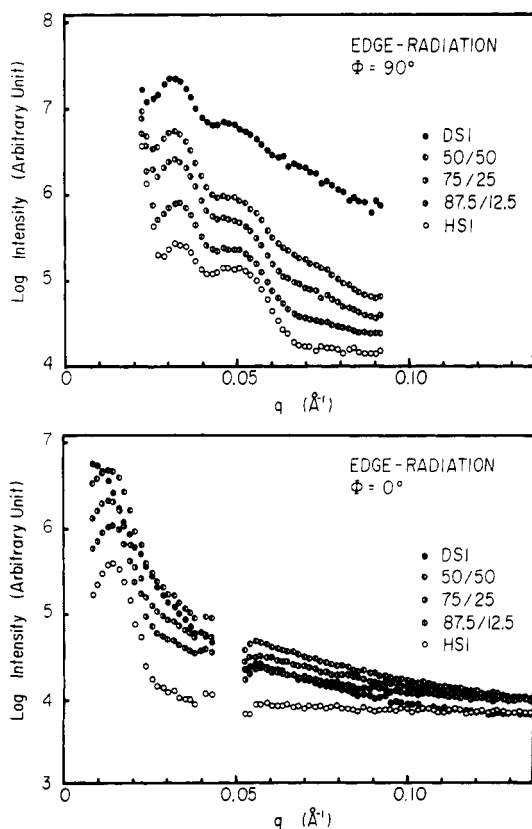 EDGE-RADIATION
Φ = 90°
DSI
50/50
75/25
87.5/12.5
HSI
Log Intensity (Arbitrary Unit)
7
6
5
4
0
0.05
0.10
q (Å⁻¹)
EDGE-RADIATION
Φ = 0°
DSI
50/50
75/25
87.5/12.5
HSI
Log Intensity (Arbitrary Unit)
7
6
5
4
3
0
0.05
0.10
q (Å⁻¹)